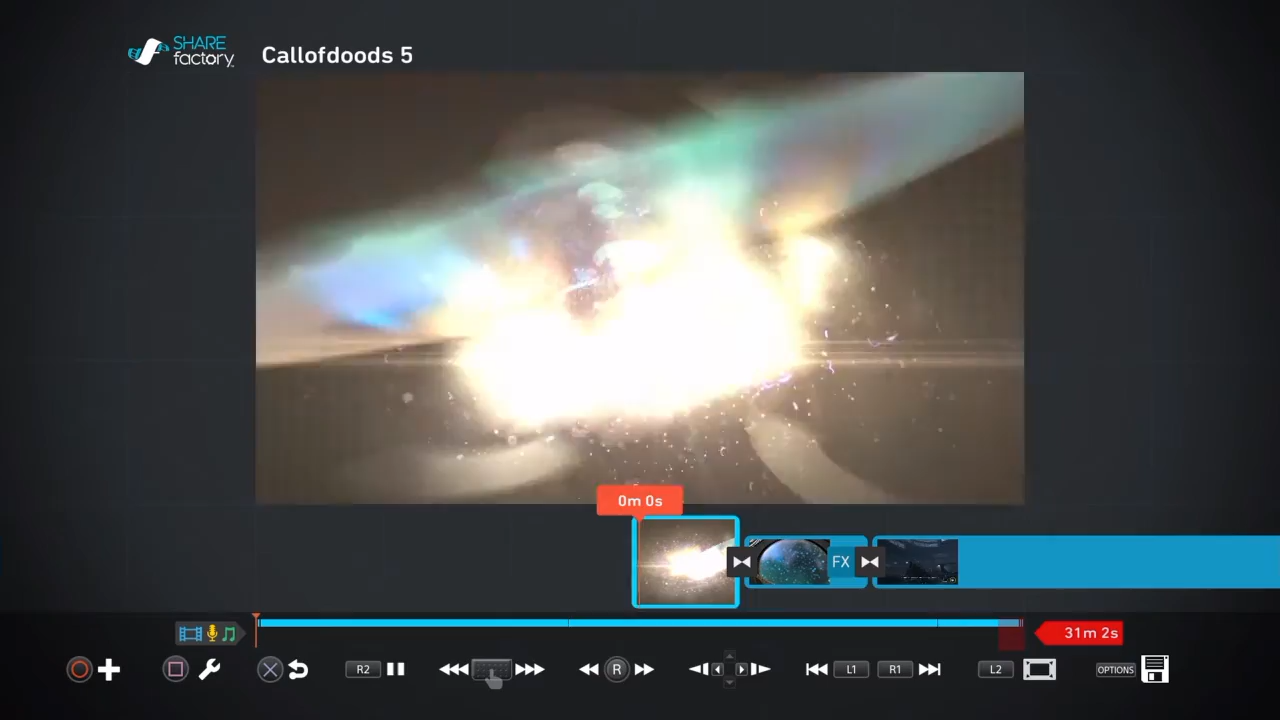 SHARE
factory
Callofdoods 5
0m 0s
FX
31m 2s
R2
R
L1
R1
L2
OPTIONS